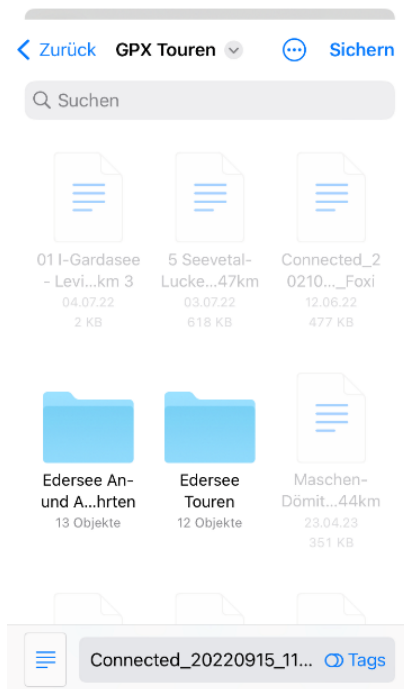 Zurück GPX Touren Sichern
Suchen
01 I-Gardasee
- Levi...km 3
04.07.22
2 KB
5 Seevetal-
Lucke...47km
03.07.22
618 KB
Connected_2
0210..._Foxi
12.06.22
477 KB
Edersee An-
und A...hrten
13 Objekte
Edersee
Touren
12 Objekte
Maschen-
Dömit...44km
23.04.23
351 KB
Connected_20220915_11... Tags